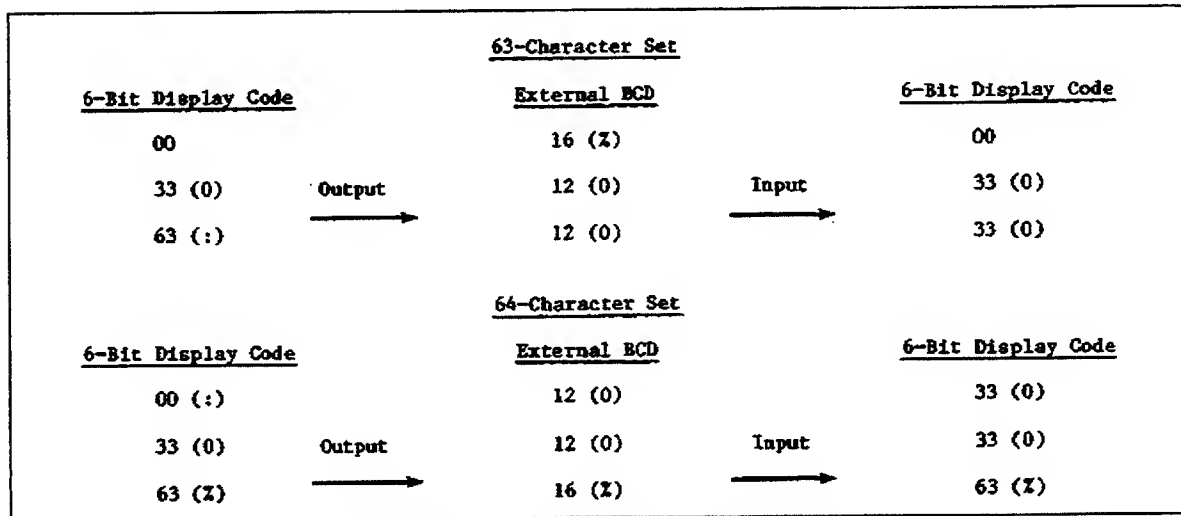 63-Character Set
6-Bit Display Code External BCD 6-Bit Display Code
00 16 (%) 00
33 (0) Output 12 (0) Input 33 (0)
63 (:) 12 (0) 33 (0)
64-Character Set
6-Bit Display Code External BCD 6-Bit Display Code
00 (:) 12 (0) 33 (0)
33 (0) Output 12 (0) Input 33 (0)
63 (%) 16 (%) 63 (%)